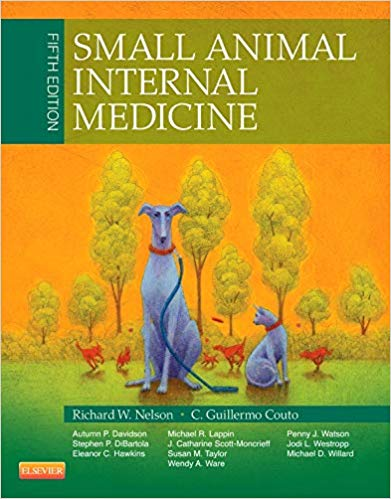 FIFTH EDITION
SMALL ANIMAL
INTERNAL
MEDICINE
Richard W. Nelson • C. Guillermo Couto
Autumn P. Davidson
Stephen P. DiBartola
Eleanor C. Hawkins
Michael R. Lappin
J. Catharine Scott-Moncrieff
Susan M. Taylor
Wendy A. Ware
Penny J. Watson
Jodi L. Westropp
Michael D. Willard
ELSEVIER